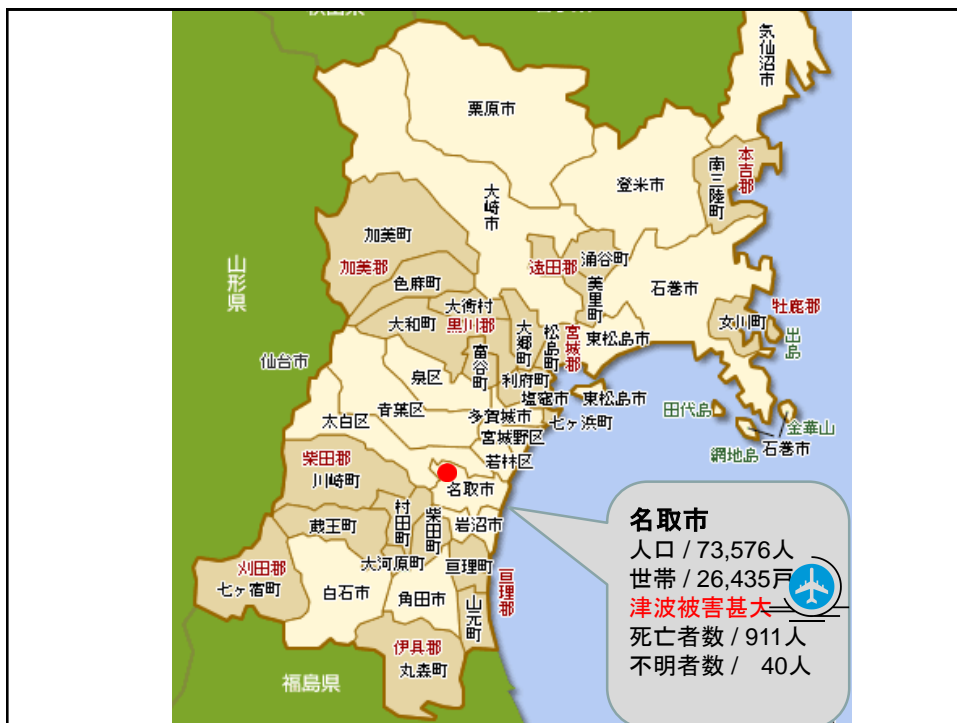 気仙沼市
栗原市
本吉郡
南三陸町
登米市
大崎市
加美町
加美郡
色麻町
遠田郡
涌谷町
美里町
石巻市
牡鹿郡
女川町
出島
山形県
大衡村
大和町
黒川郡
大郷町
松島町
宮城郡
東松島市
富谷町
利府町
仙台市
泉区
塩竈市
東松島市
青葉区
太白区
多賀城市
七ヶ浜町
田代島
金華山
宮城野区
石巻市
網地島
若林区
柴田郡
川崎町
名取市
村田町
柴田町
岩沼市
蔵王町
大河原町
亘理町
亘理郡
刈田郡
七ヶ宿町
白石市
角田市
山元町
伊具郡
丸森町
福島県
名取市
人口 / 73,576人
世帯 / 26,435戸
津波被害甚大
死亡者数 / 911人
不明者数 / 40人